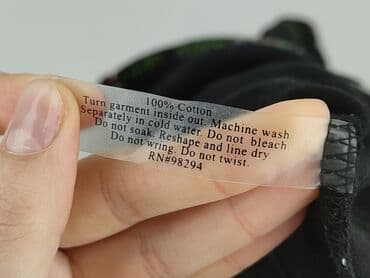 100% Cotton
Turn garment inside out. Machine wash
Separately in cold water. Do not bleach
Do not soak. Reshape and line dry
Do not wring. Do not twist.
RN#98294